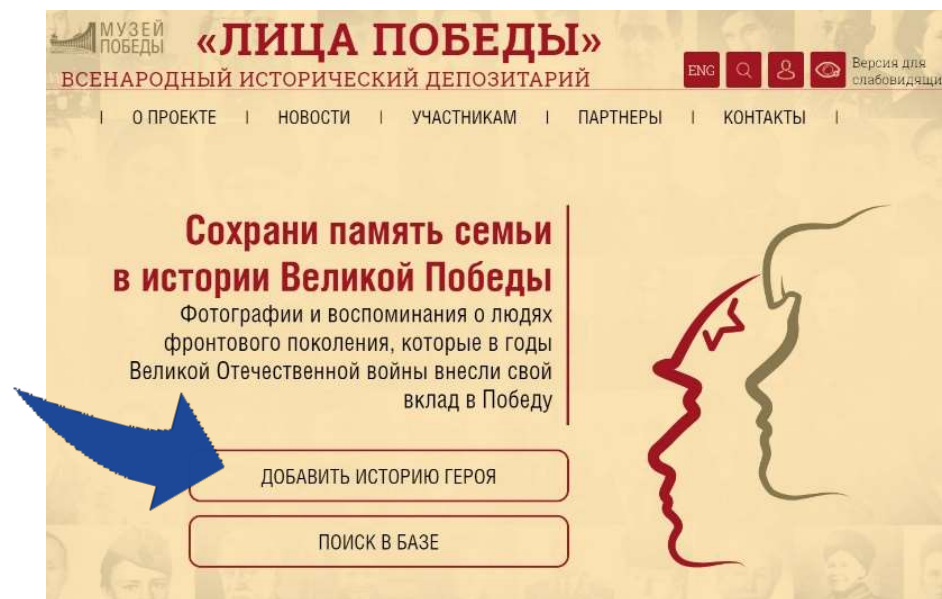 МУЗЕЙ
ПОБЕДЫ
«ЛИЦА ПОБЕДЫ»
ВСЕНАРОДНЫЙ ИСТОРИЧЕСКИЙ ДЕПОЗИТАРИЙ
ENG
Версия для
слабовидящи
О ПРОЕКТЕ | НОВОСТИ | УЧАСТНИКАМ | ПАРТНЕРЫ | КОНТАКТЫ
Сохрани память семьи
в истории Великой Победы
Фотографии и воспоминания о людях
фронтового поколения, которые в годы
Великой Отечественной войны внесли свой
вклад в Победу
ДОБАВИТЬ ИСТОРИЮ ГЕРОЯ
ПОИСК В БАЗЕ